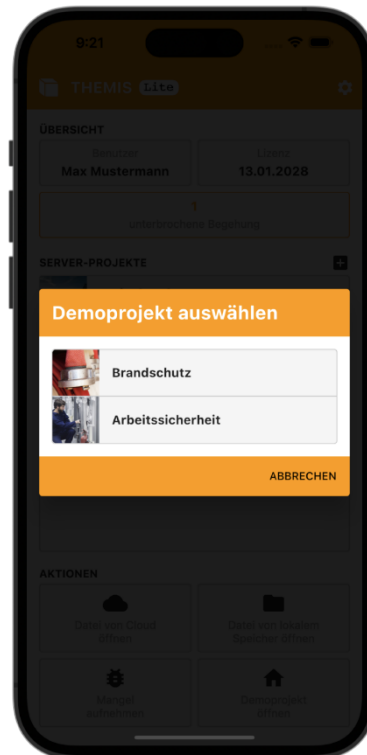 9:21
THEMIS Lite
ÜBERSICHT
Benutzer
Lizenz
Max Mustermann
13.01.2028
1
unterbrochene Begehung
SERVER-PROJEKTE
Demoprojekt auswählen
Brandschutz
Arbeitssicherheit
ABBRECHEN
AKTIONEN
Datei von Cloud
öffnen
Datei von lokalem
Speicher öffnen
Mangel
aufnehmen
Demoprojekt
öffnen